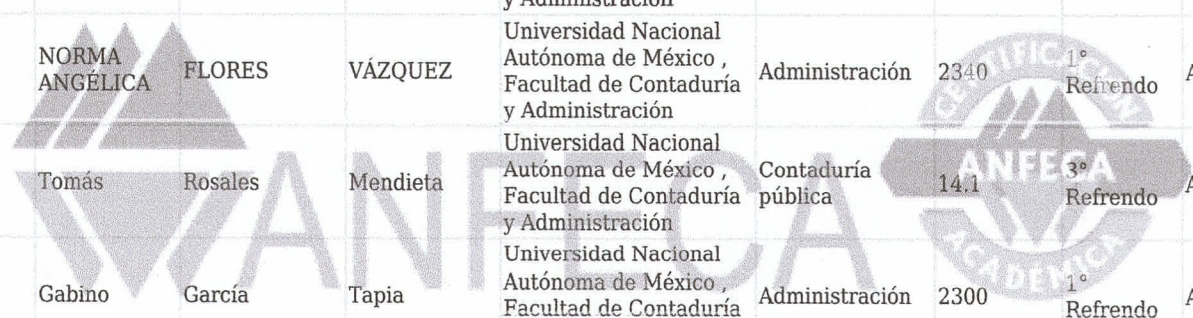 y Administración
Universidad Nacional
NORMA
ANGÉLICA
FLORES
VÁZQUEZ
Autónoma de México ,
Facultad de Contaduría
y Administración
Administración
2340
1°
Refrendo
A
Universidad Nacional
Tomás
Rosales
Mendieta
Autónoma de México ,
Facultad de Contaduría
y Administración
Contaduría
pública
14.1
3°
Refrendo
A
Universidad Nacional
Gabino
García
Tapia
Autónoma de México ,
Facultad de Contaduría
Administración
2300
1°
Refrendo
A
ANFECA
CERTIFICACIÓN
ANFECA
ACADÉMICA